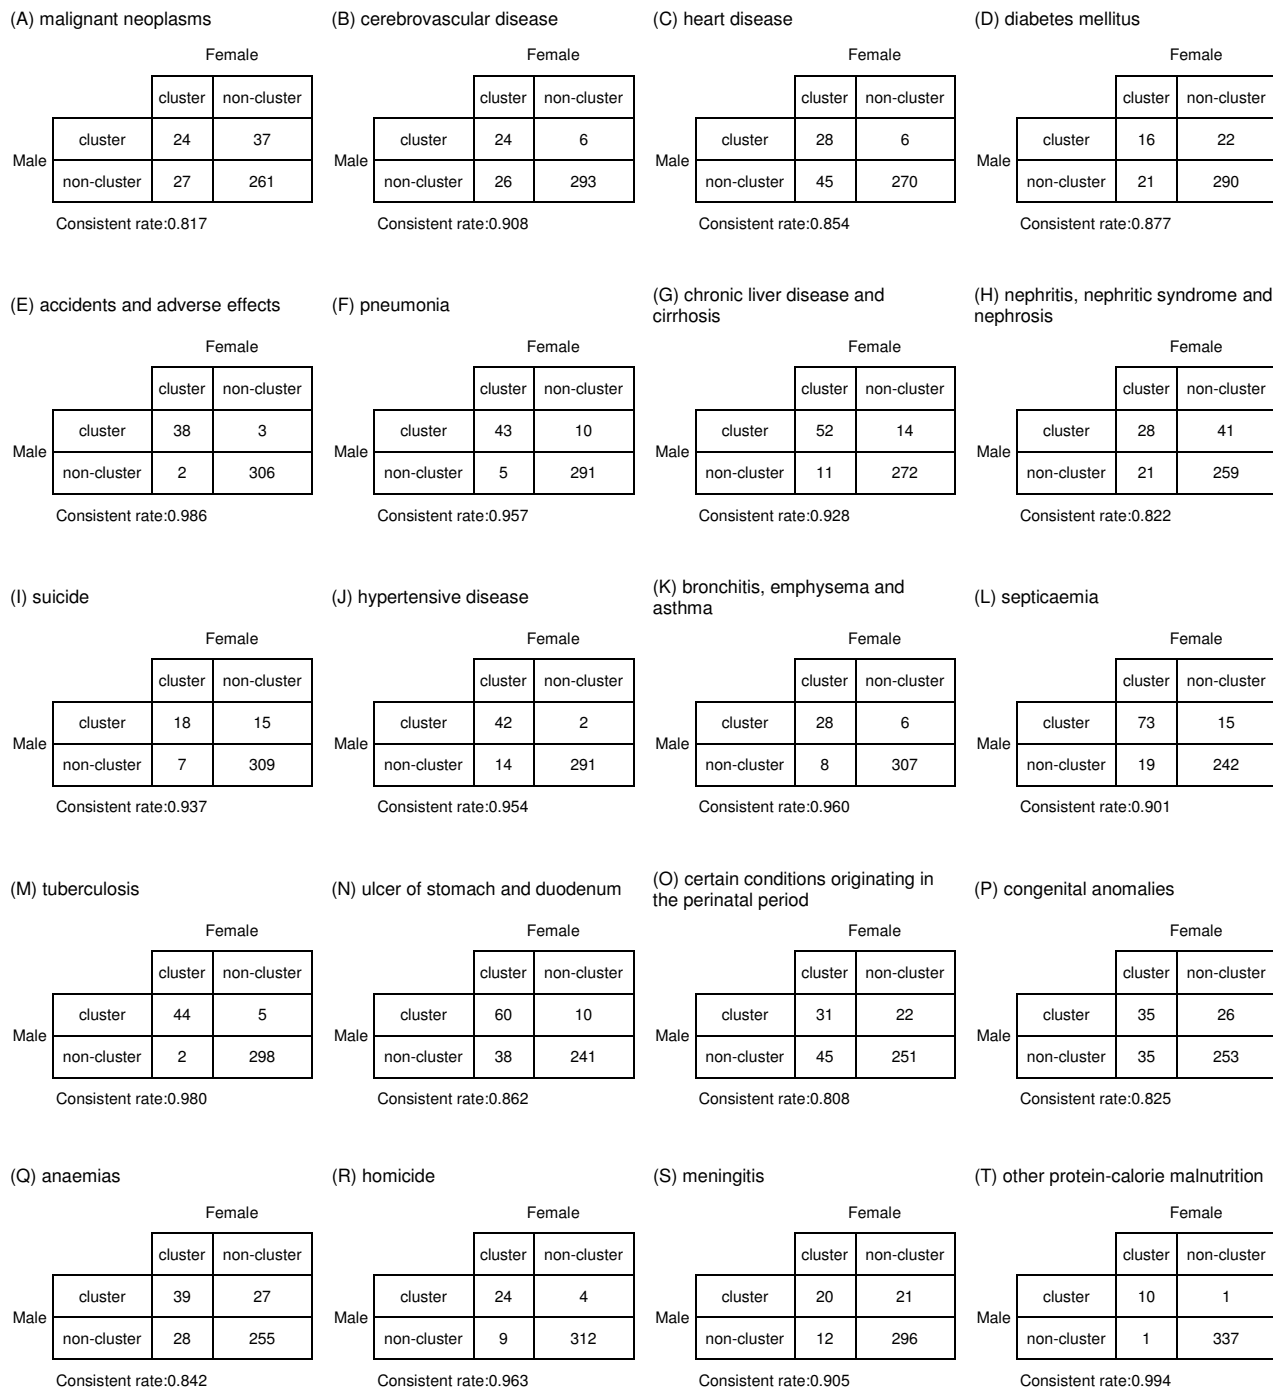 (A) malignant neoplasms
Female
cluster non-cluster
Male
cluster 24 37
non-cluster 27 261
Consistent rate:0.817
(B) cerebrovascular disease
Female
cluster non-cluster
Male
cluster 24 6
non-cluster 26 293
Consistent rate:0.908
(C) heart disease
Female
cluster non-cluster
Male
cluster 28 6
non-cluster 45 270
Consistent rate:0.854
(D) diabetes mellitus
Female
cluster non-cluster
Male
cluster 16 22
non-cluster 21 290
Consistent rate:0.877
(E) accidents and adverse effects
Female
cluster non-cluster
Male
cluster 38 3
non-cluster 2 306
Consistent rate:0.986
(F) pneumonia
Female
cluster non-cluster
Male
cluster 43 10
non-cluster 5 291
Consistent rate:0.957
(G) chronic liver disease and
cirrhosis
Female
cluster non-cluster
Male
cluster 52 14
non-cluster 11 272
Consistent rate:0.928
(H) nephritis, nephritic syndrome and
nephrosis
Female
cluster non-cluster
Male
cluster 28 41
non-cluster 21 259
Consistent rate:0.822
(I) suicide
Female
cluster non-cluster
Male
cluster 18 15
non-cluster 7 309
Consistent rate:0.937
(J) hypertensive disease
Female
cluster non-cluster
Male
cluster 42 2
non-cluster 14 291
Consistent rate:0.954
(K) bronchitis, emphysema and
asthma
Female
cluster non-cluster
Male
cluster 28 6
non-cluster 8 307
Consistent rate:0.960
(L) septicaemia
Female
cluster non-cluster
Male
cluster 73 15
non-cluster 19 242
Consistent rate:0.901
(M) tuberculosis
Female
cluster non-cluster
Male
cluster 44 5
non-cluster 2 298
Consistent rate:0.980
(N) ulcer of stomach and duodenum
Female
cluster non-cluster
Male
cluster 60 10
non-cluster 38 241
Consistent rate:0.862
(O) certain conditions originating in
the perinatal period
Female
cluster non-cluster
Male
cluster 31 22
non-cluster 45 251
Consistent rate:0.808
(P) congenital anomalies
Female
cluster non-cluster
Male
cluster 35 26
non-cluster 35 253
Consistent rate:0.825
(Q) anaemias
Female
cluster non-cluster
Male
cluster 39 27
non-cluster 28 255
Consistent rate:0.842
(R) homicide
Female
cluster non-cluster
Male
cluster 24 4
non-cluster 9 312
Consistent rate:0.963
(S) meningitis
Female
cluster non-cluster
Male
cluster 20 21
non-cluster 12 296
Consistent rate:0.905
(T) other protein-calorie malnutrition
Female
cluster non-cluster
Male
cluster 10 1
non-cluster 1 337
Consistent rate:0.994